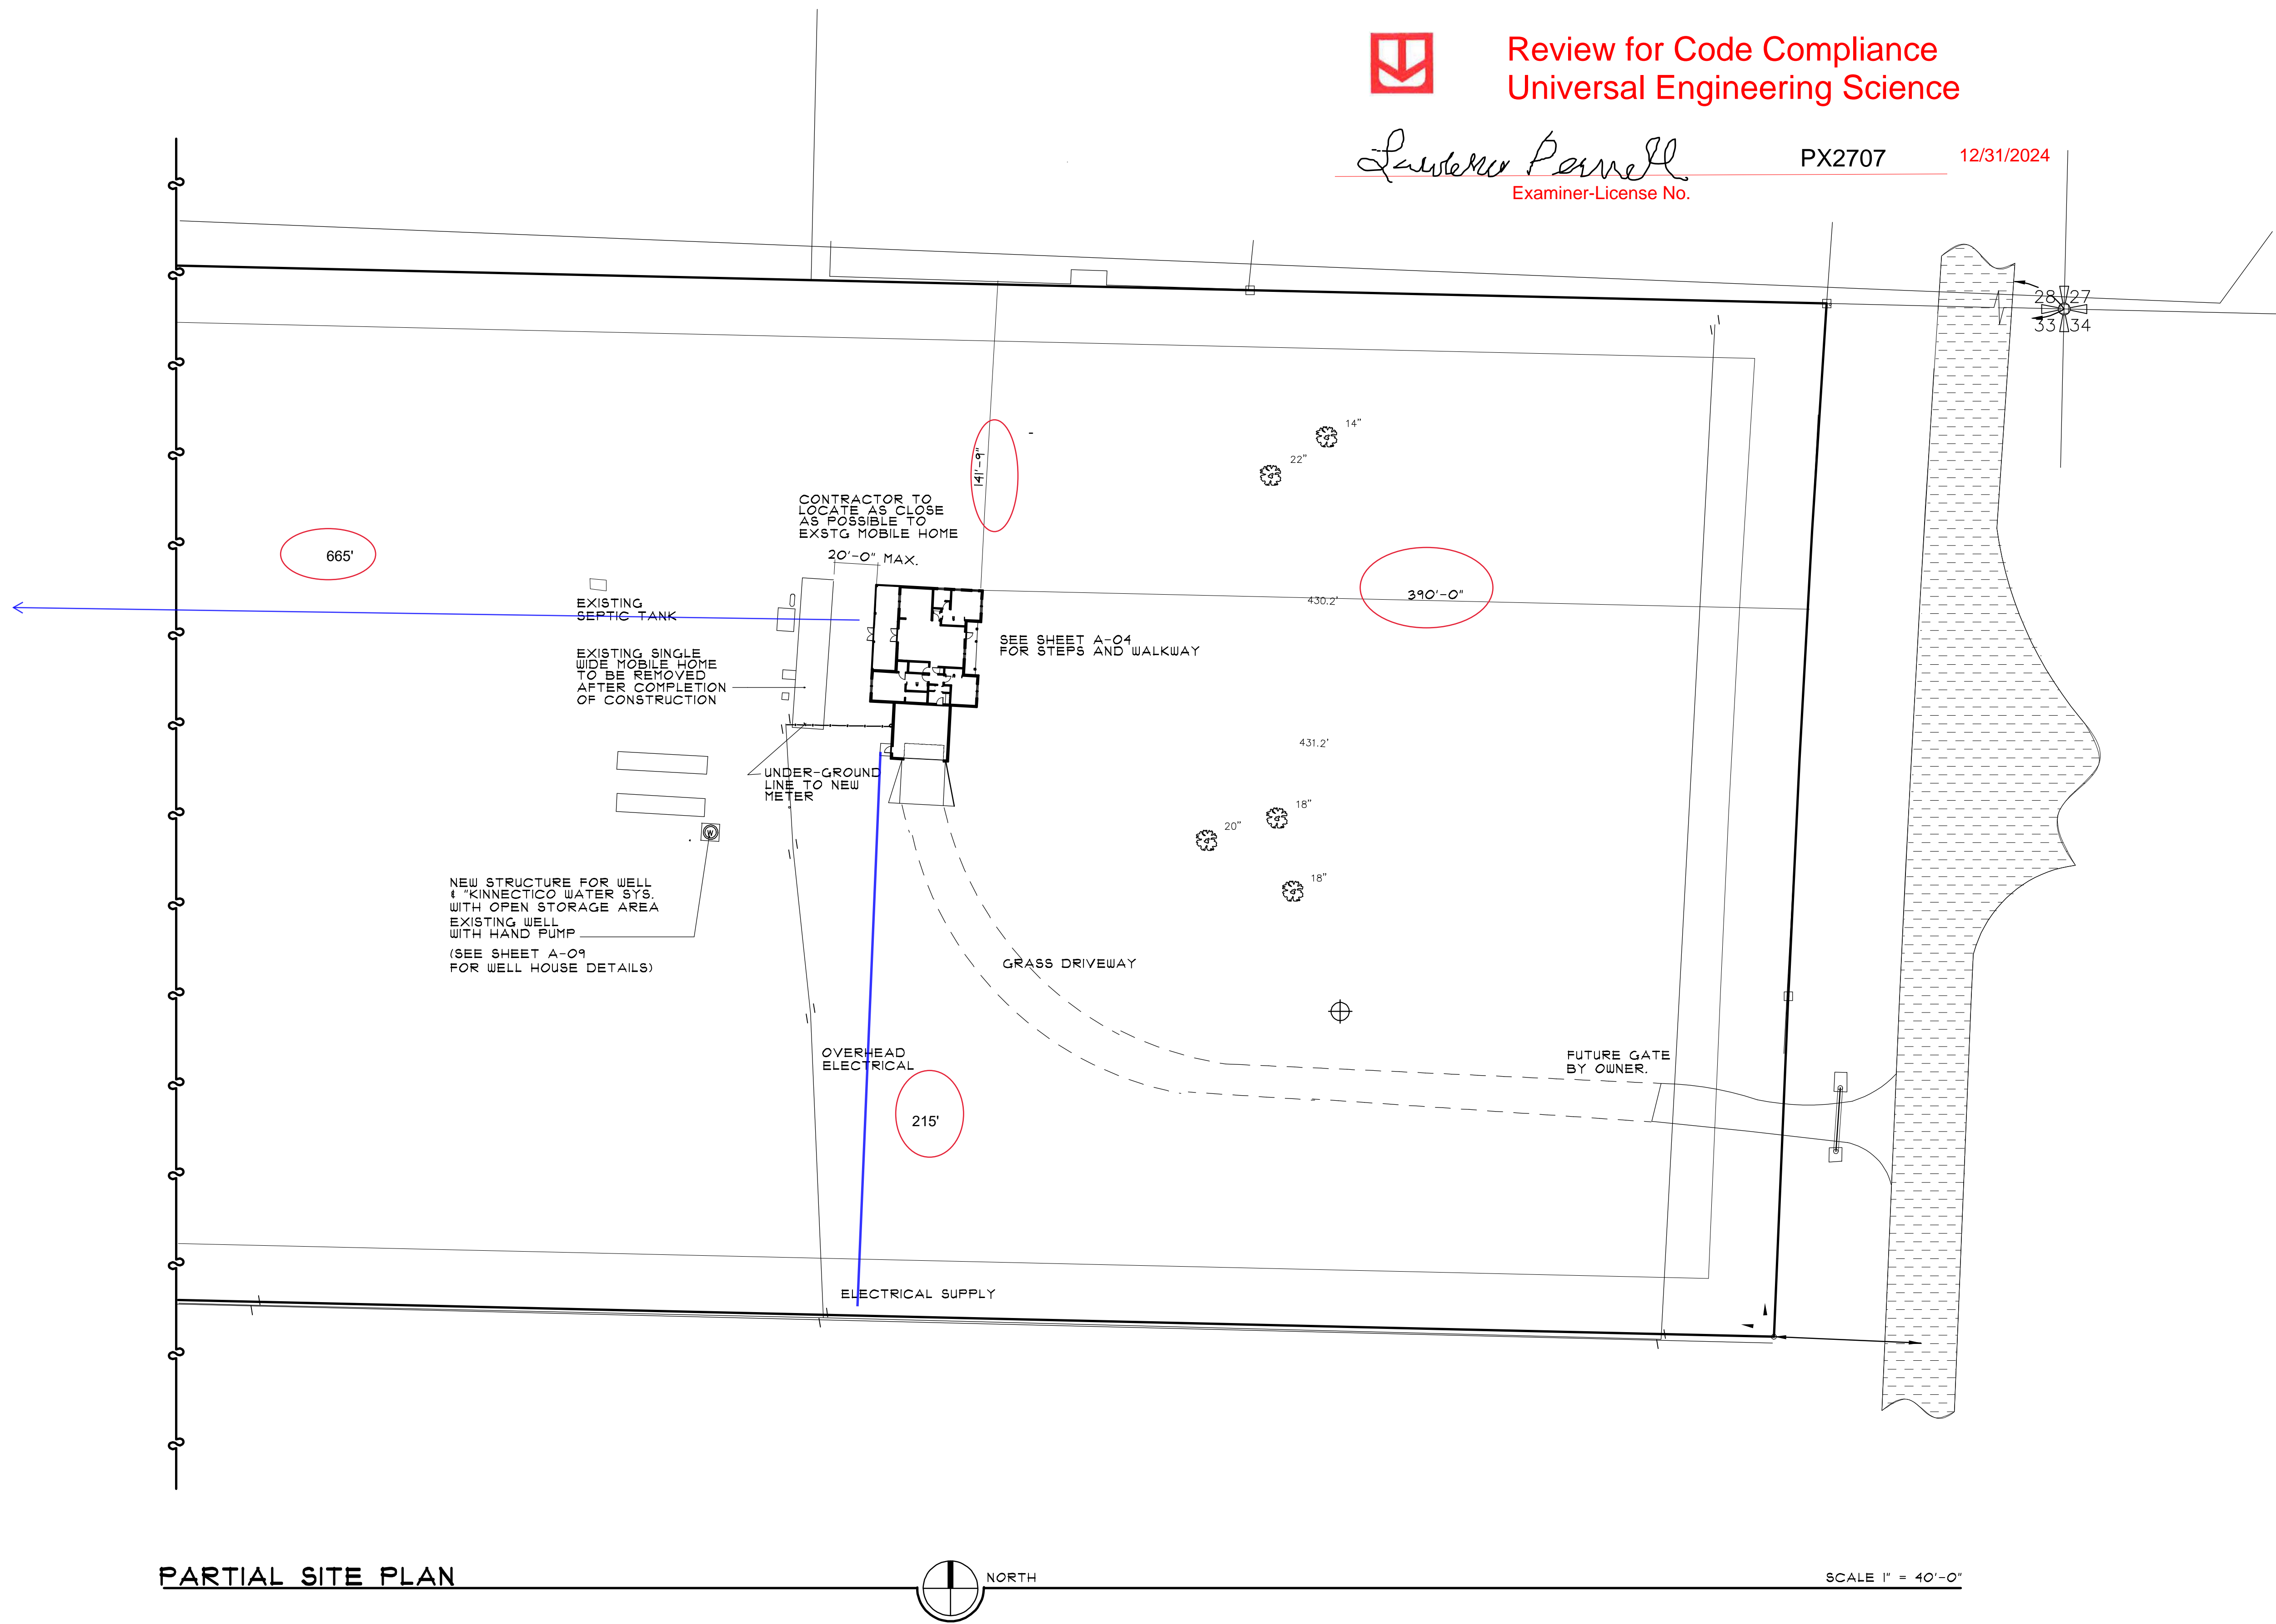 Review for Code Compliance
Universal Engineering Science
PX2707
12/31/2024
Examiner-License No.
28 27
33 34
14"
22"
141'-9"
CONTRACTOR TO
LOCATE AS CLOSE
AS POSSIBLE TO
EXSTG MOBILE HOME
20'-0" MAX.
665'
390'-0"
430.2'
EXISTING
SEPTIC TANK
SEE SHEET A-04
FOR STEPS AND WALKWAY
EXISTING SINGLE
WIDE MOBILE HOME
TO BE REMOVED
AFTER COMPLETION
OF CONSTRUCTION
431.2'
UNDER-GROUND
LINE TO NEW
METER
18"
20"
18"
W
NEW STRUCTURE FOR WELL
& "KINNECTICO WATER SYS.
WITH OPEN STORAGE AREA
EXISTING WELL
WITH HAND PUMP
(SEE SHEET A-09
FOR WELL HOUSE DETAILS)
GRASS DRIVEWAY
OVERHEAD
ELECTRICAL
FUTURE GATE
BY OWNER.
215'
ELECTRICAL SUPPLY
PARTIAL SITE PLAN
NORTH
SCALE 1" = 40'-0"